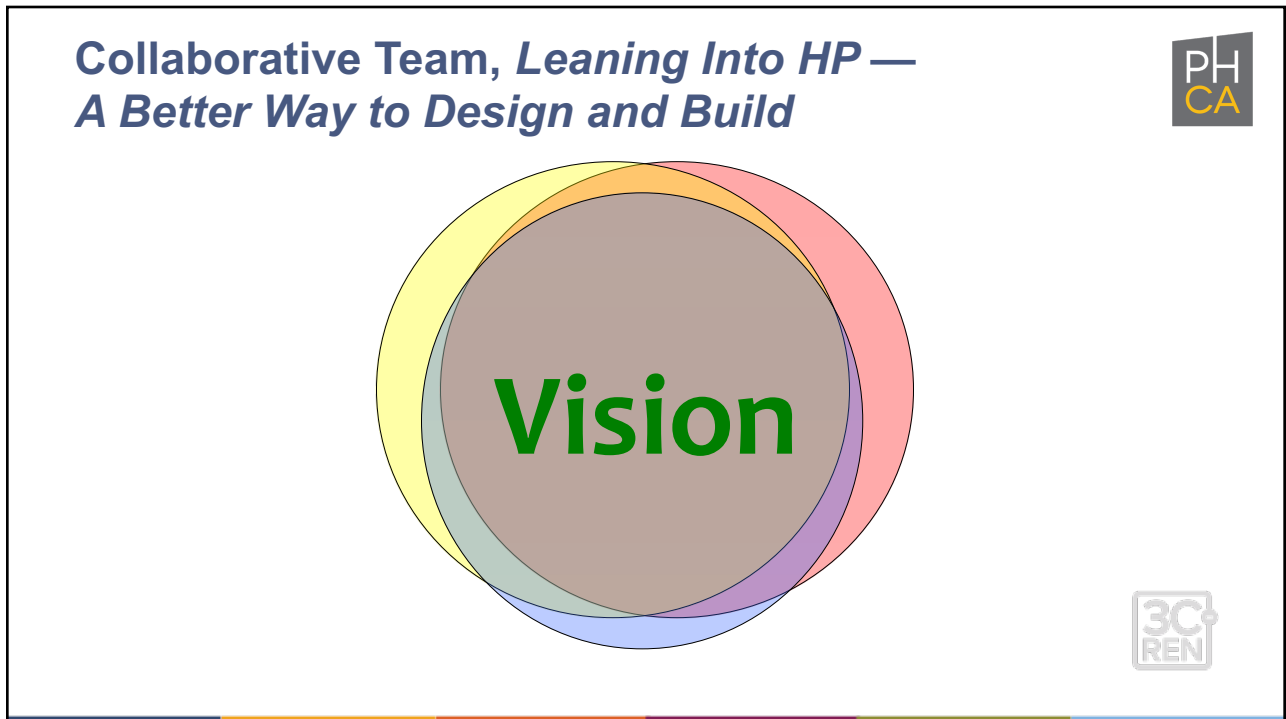 Collaborative Team, Leaning Into HP —
A Better Way to Design and Build
PH
CA
Vision
3C
REN